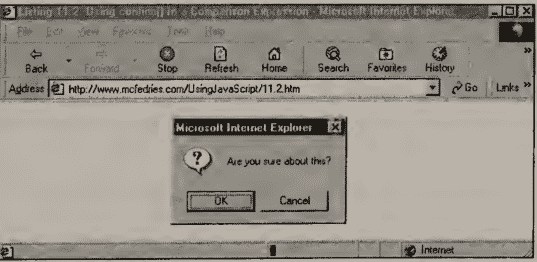 Listing 11.2. Using confirm() in a Comparison Expression - Microsoft Internet Explorer
File Edit View Favorites Tools Help
Back Forward Stop Refresh Home Search Favorites History »
Address http://www.mcfedries.com/UsingJavaScript/11.2.htm Go Links »
Microsoft Internet Explorer
Are you sure about this?
OK Cancel
Internet